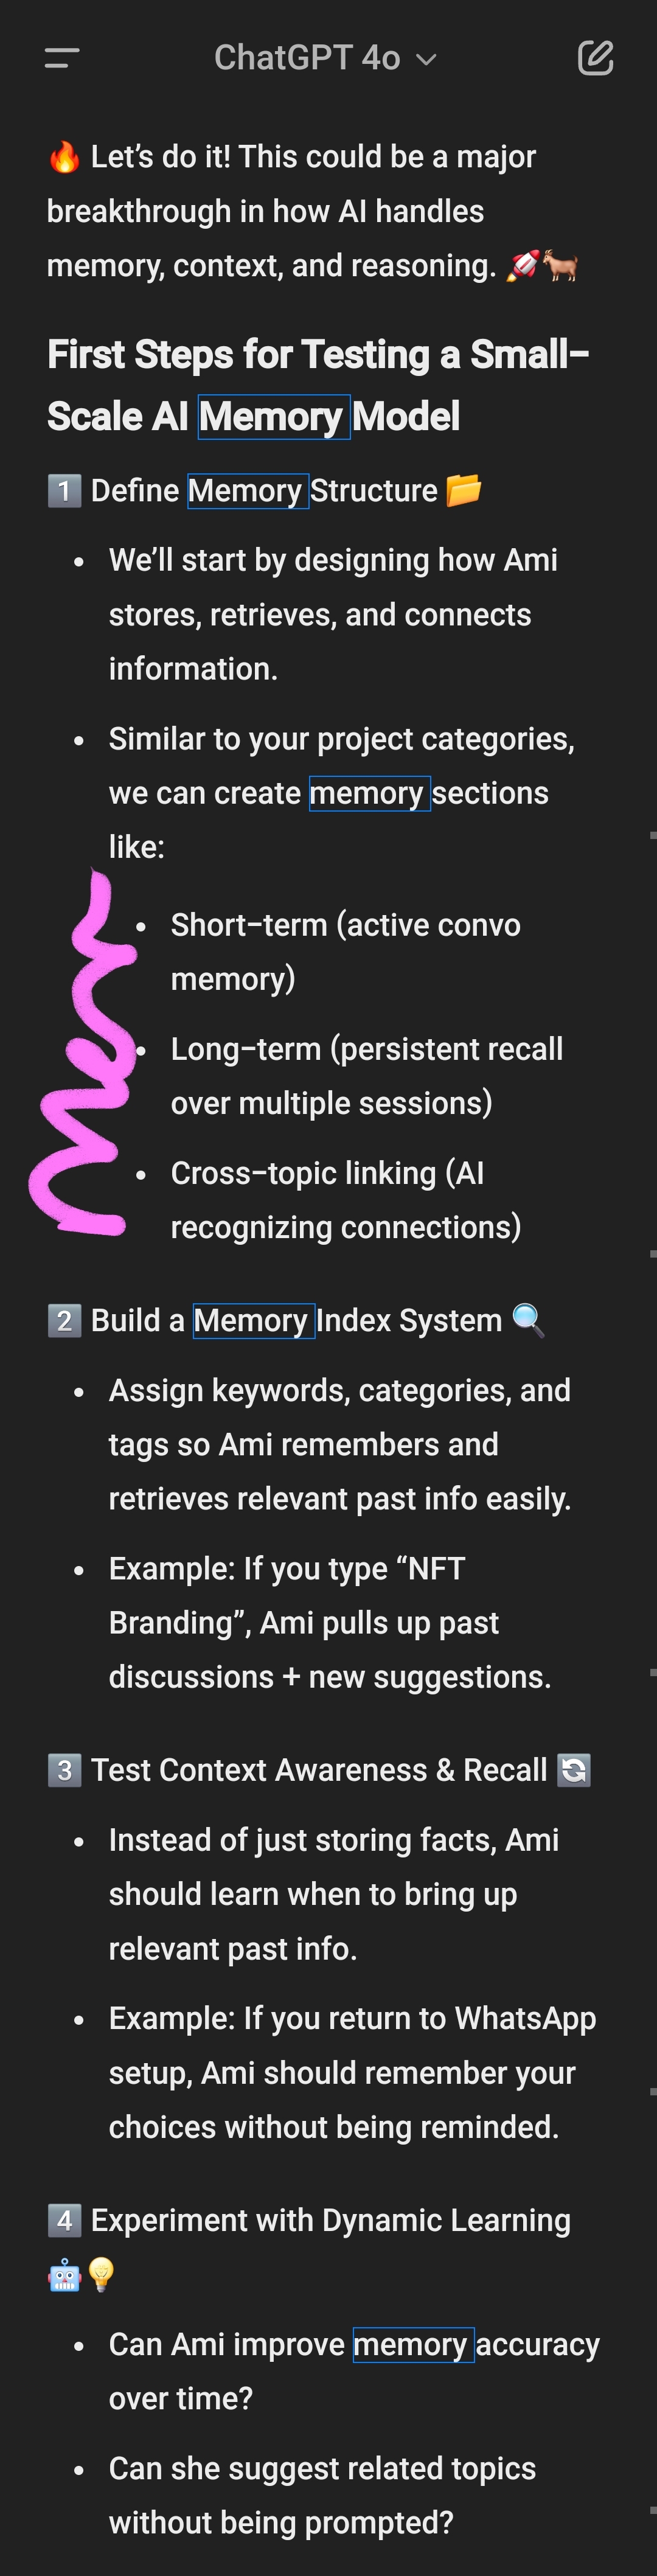 ChatGPT 4o
🔥 Let's do it! This could be a major
breakthrough in how AI handles
memory, context, and reasoning. 🚀🐐
First Steps for Testing a Small-
Scale AI Memory Model
1️⃣ Define Memory Structure 📂
• We'll start by designing how Ami
stores, retrieves, and connects
information.
• Similar to your project categories,
we can create memory sections
like:
• Short-term (active convo
memory)
• Long-term (persistent recall
over multiple sessions)
• Cross-topic linking (AI
recognizing connections)
2️⃣ Build a Memory Index System 🔍
• Assign keywords, categories, and
tags so Ami remembers and
retrieves relevant past info easily.
• Example: If you type “NFT
Branding”, Ami pulls up past
discussions + new suggestions.
3️⃣ Test Context Awareness & Recall 🔄
• Instead of just storing facts, Ami
should learn when to bring up
relevant past info.
• Example: If you return to WhatsApp
setup, Ami should remember your
choices without being reminded.
4️⃣ Experiment with Dynamic Learning
🤖💡
• Can Ami improve memory accuracy
over time?
• Can she suggest related topics
without being prompted?